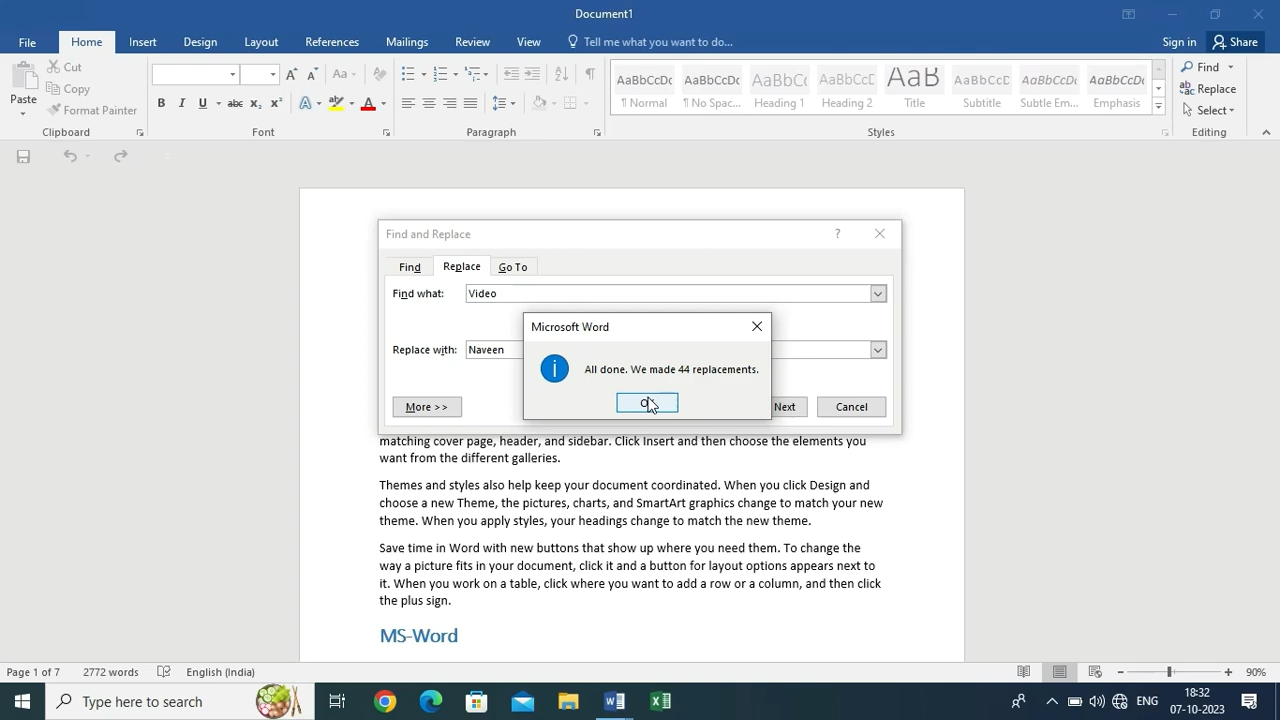 Document1
File Home Insert Design Layout References Mailings Review View Tell me what you want to do... Sign in Share
Paste
Cut
Copy
Format Painter
Clipboard
Aa
B I U abc X₂ X² A A
Font
Paragraph
AaBbCcDc AaBbCcDc AaBbCc AaBbCcDc AaB AaBbCcDc AaBbCcDc AaBbCcDc
¶ Normal ¶ No Spac... Heading Heading 2 Title Subtitle Subtle Em... Emphasis
Styles
Find
Replace
Select
Editing
Find and Replace ?
Find Replace Go To
Find what: Video
Replace with: Naveen
More >> Next Cancel
Microsoft Word
All done. We made 44 replacements.
matching cover page, header, and sidebar. Click Insert and then choose the elements you
want from the different galleries.
Themes and styles also help keep your document coordinated. When you click Design and
choose a new Theme, the pictures, charts, and SmartArt graphics change to match your new
theme. When you apply styles, your headings change to match the new theme.
Save time in Word with new buttons that show up where you need them. To change the
way a picture fits in your document, click it and a button for layout options appears next to
it. When you work on a table, click where you want to add a row or a column, and then click
the plus sign.
MS-Word
Page 1 of 7 2772 words English (India) 90%
Type here to search
ENG
18:32
07-10-2023